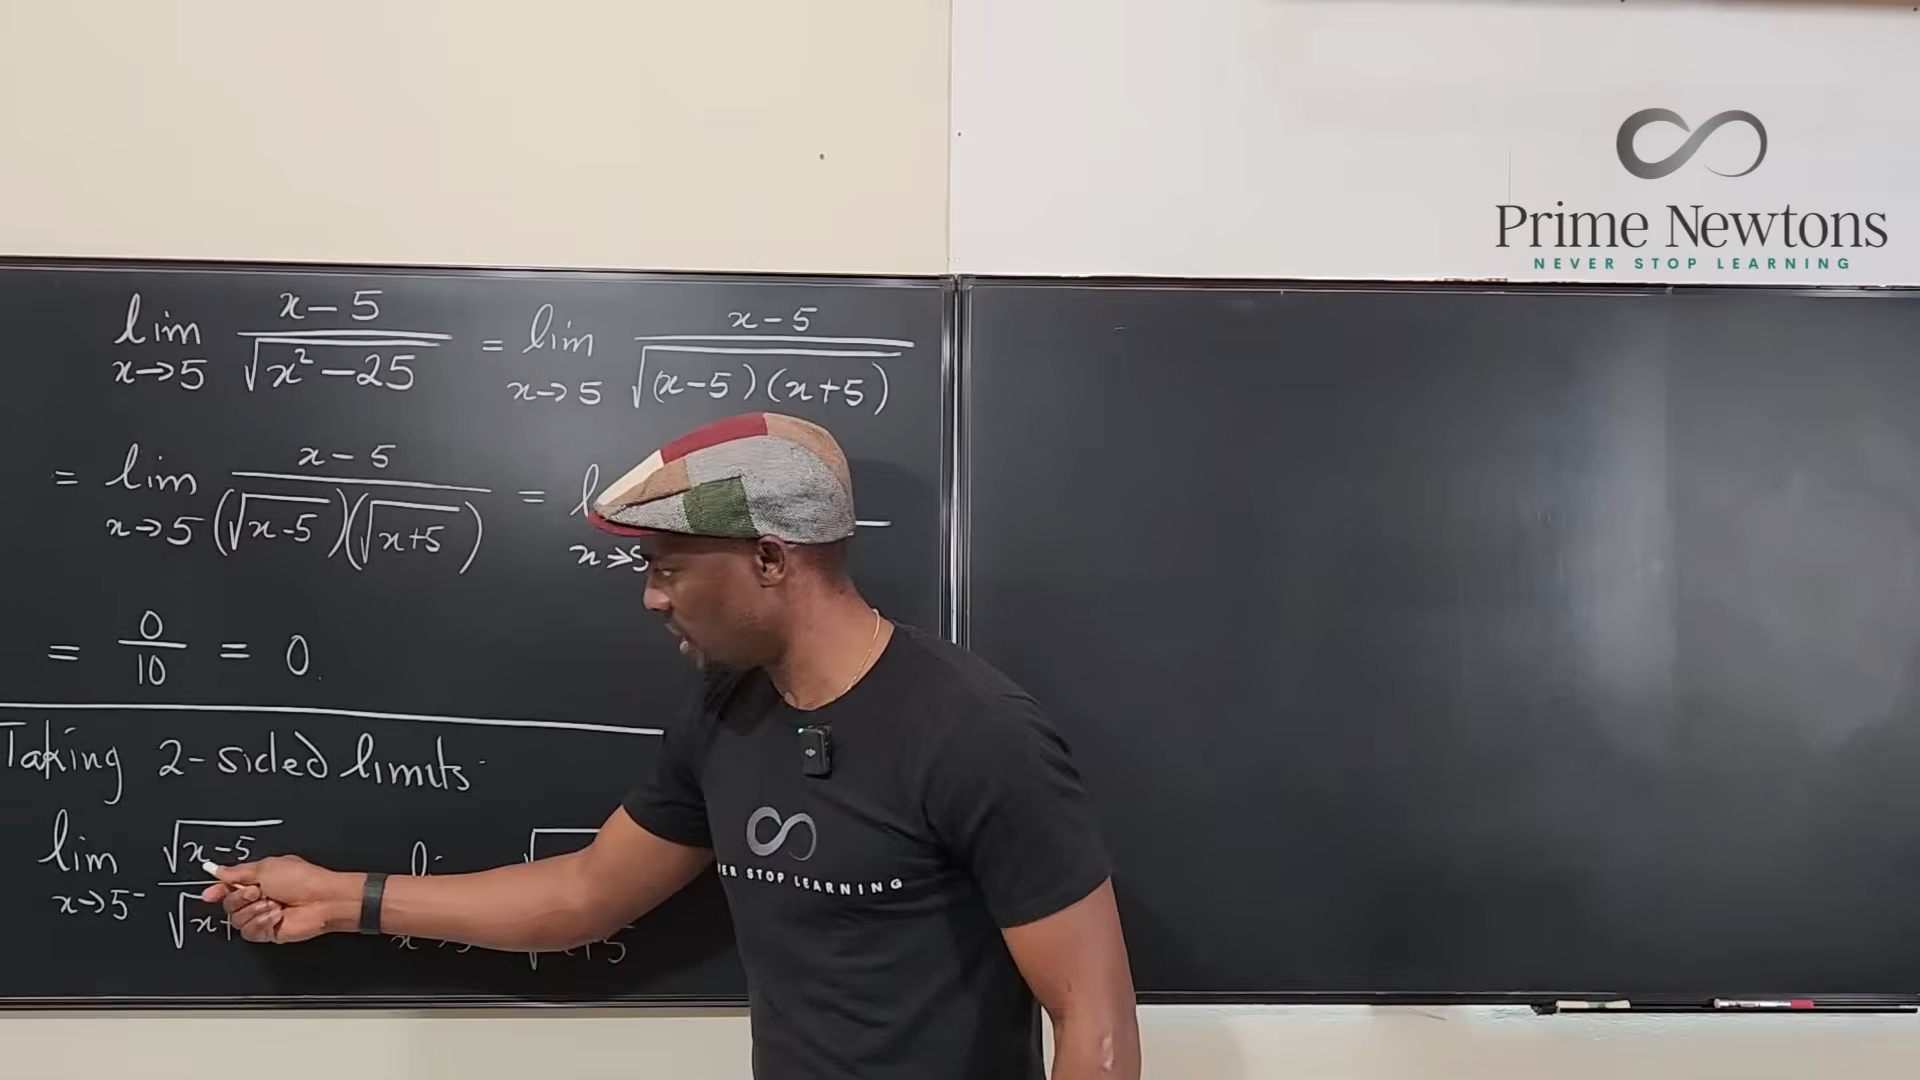 Prime Newtons
NEVER STOP LEARNING
lim x→5 (x-5)/√(x²-25) = lim x→5 (x-5)/√((x-5)(x+5))
= lim x→5 (x-5)/((√(x-5))(√(x+5))) = x→5
= 0/10 = 0
Taking 2-sided limits
lim x→5⁻ √(x-5)/√(x+
STOP LEARNING